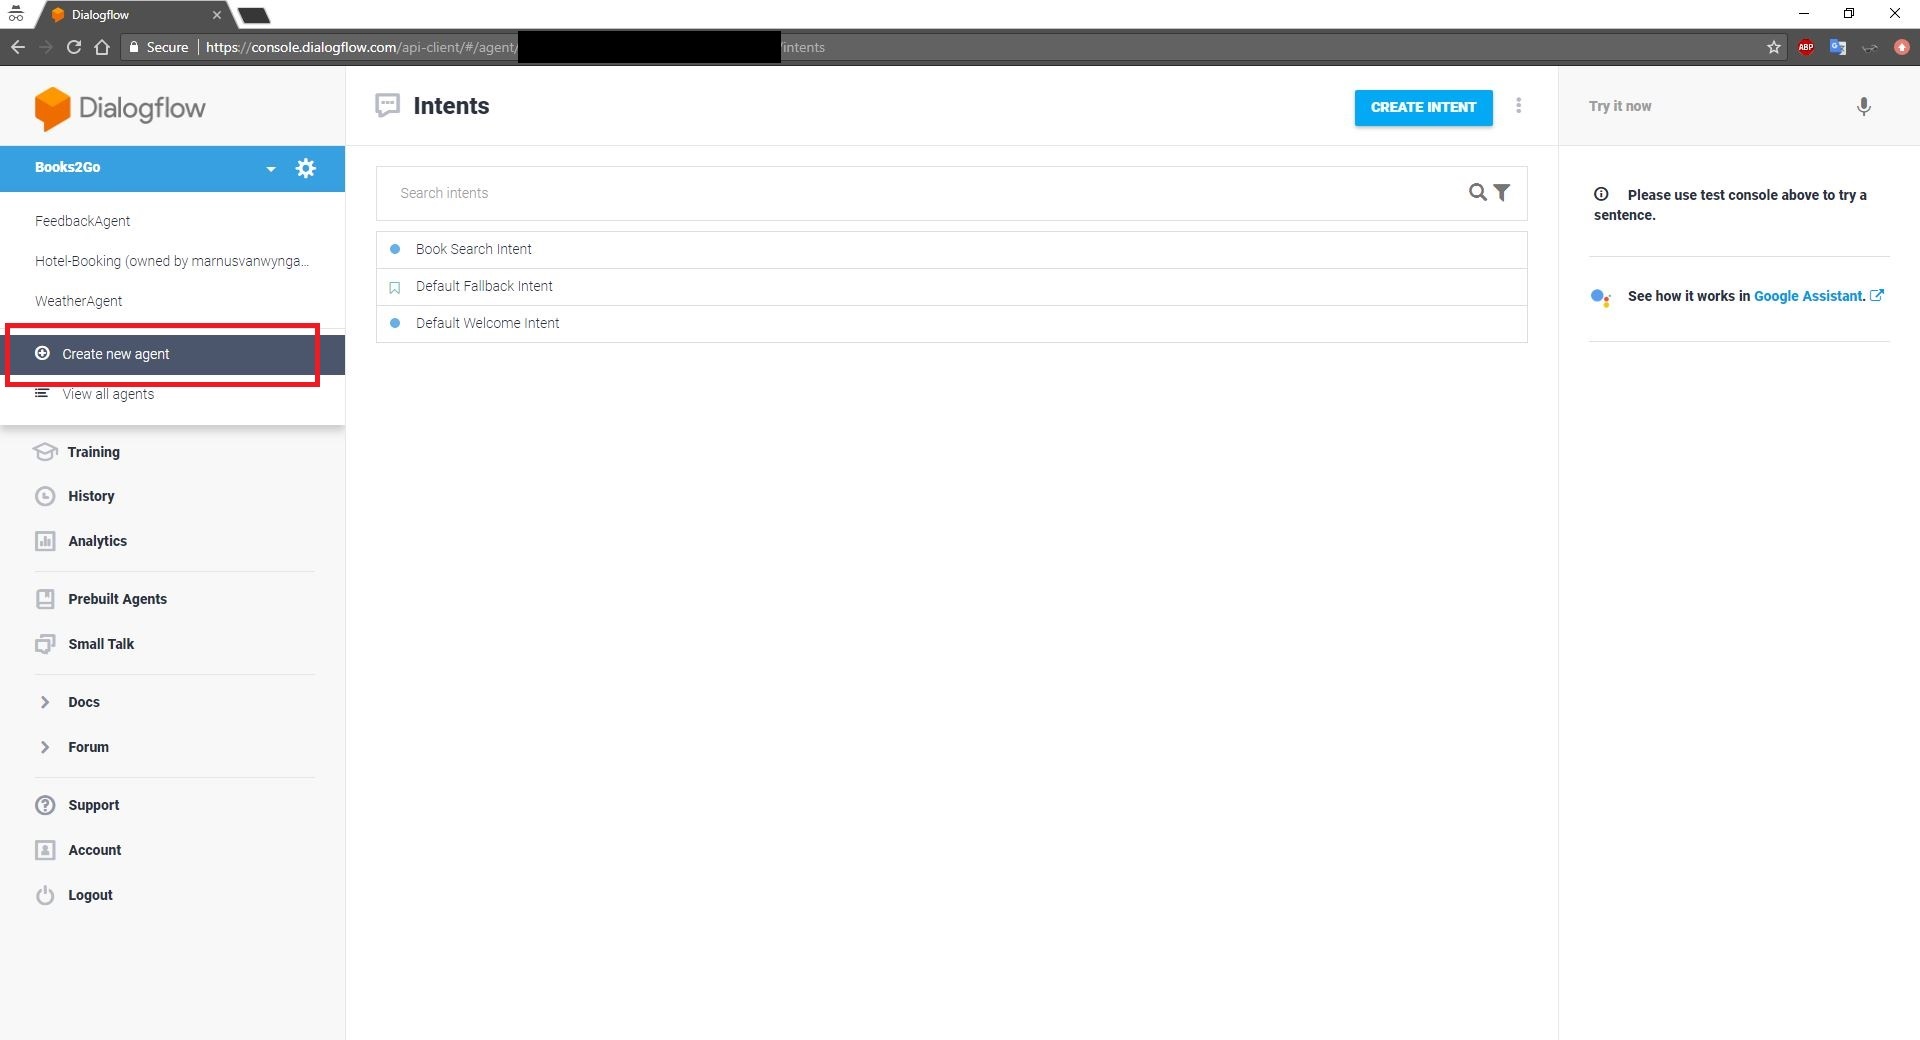 Dialogflow
Secure
https://console.dialogflow.com/api-client/#/agent/
/intents
ABP
Dialogflow
Books2Go
FeedbackAgent
Hotel-Booking (owned by marnusvanwynga...
WeatherAgent
Create new agent
View all agents
Training
History
Analytics
Prebuilt Agents
Small Talk
Docs
Forum
Support
Account
Logout
Intents
CREATE INTENT
Search intents
Book Search Intent
Default Fallback Intent
Default Welcome Intent
Try it now
Please use test console above to try a
sentence.
See how it works in Google Assistant.